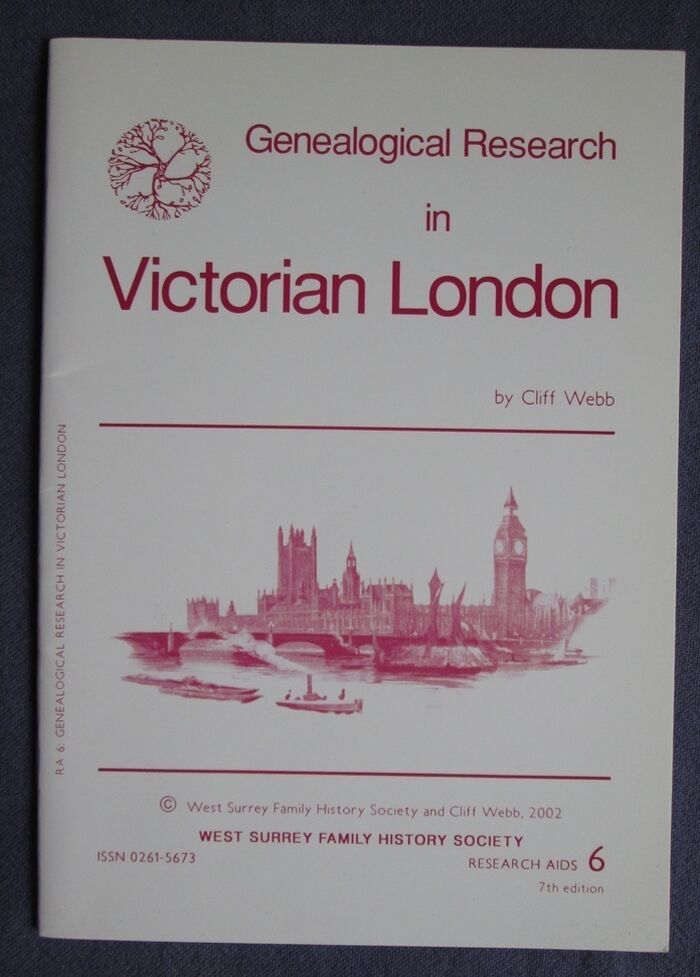 Genealogical Research
in
Victorian London
by Cliff Webb
RA 6: GENEALOGICAL RESEARCH IN VICTORIAN LONDON
© West Surrey Family History Society and Cliff Webb, 2002
WEST SURREY FAMILY HISTORY SOCIETY
ISSN 0261-5673
RESEARCH AIDS 6
7th edition